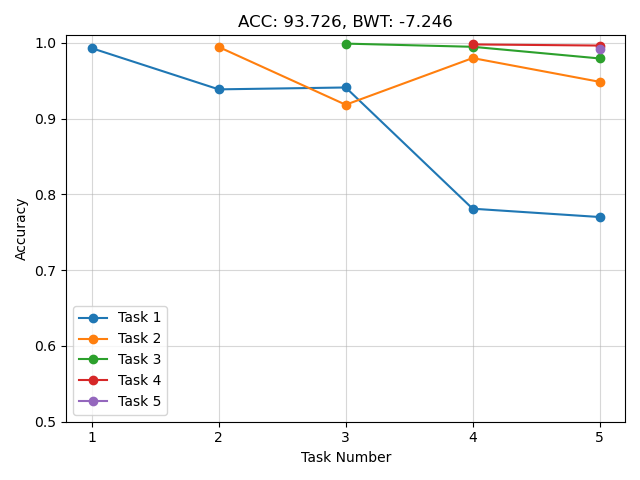 ACC: 93.726, BWT: -7.246
1.0
0.9
0.8
0.7
0.6
0.5
Accuracy
Task 1
Task 2
Task 3
Task 4
Task 5
1 2 3 4 5
Task Number